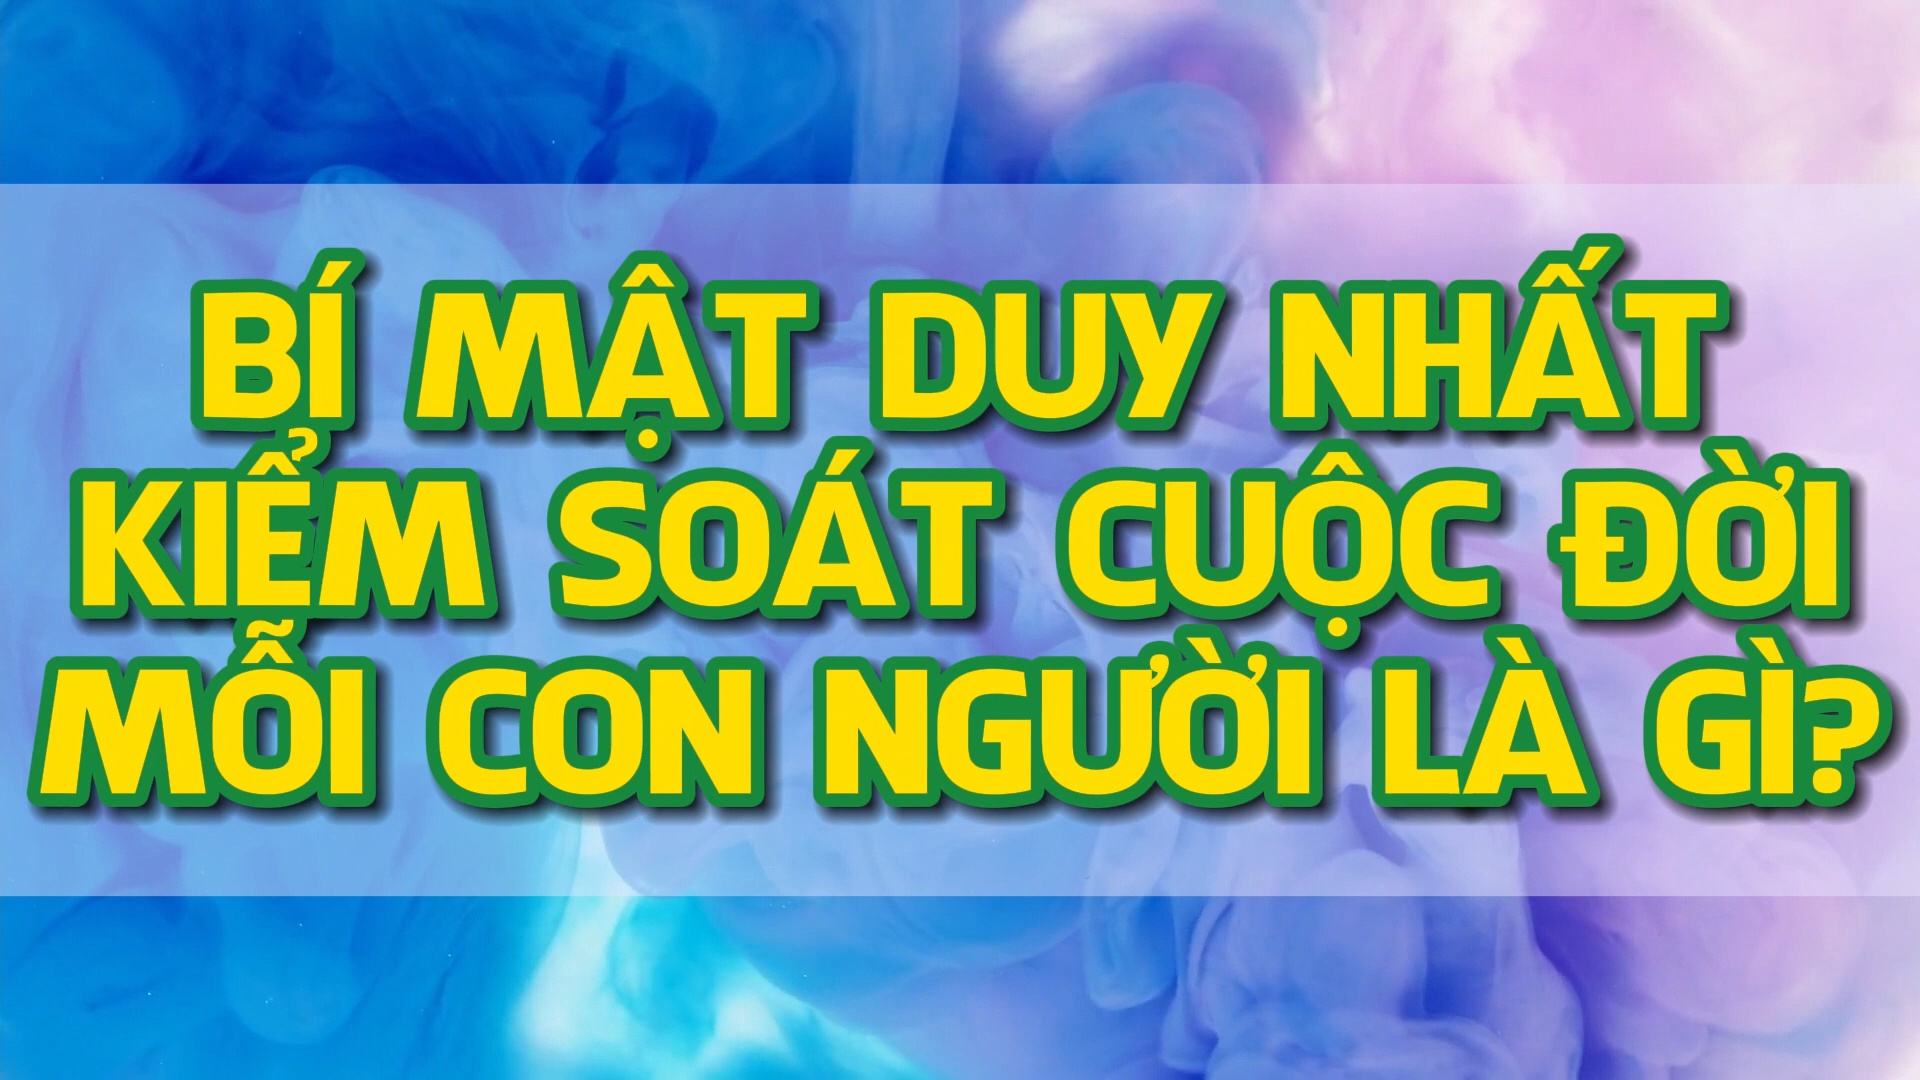 BÍ MẬT DUY NHẤT
KIỂM SOÁT CUỘC ĐỜI
MỖI CON NGƯỜI LÀ GÌ?